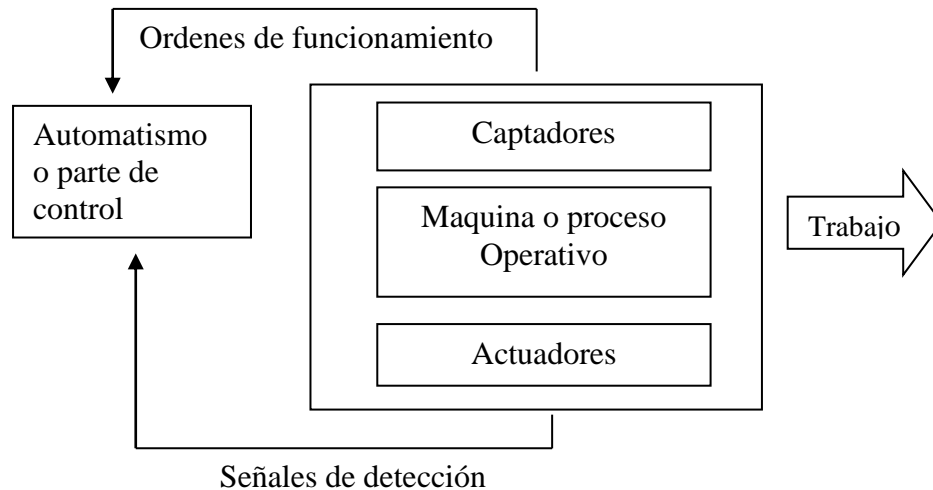 Ordenes de funcionamiento
Automatismo
o parte de
control
Captadores
Maquina o proceso
Operativo
Actuadores
Trabajo
Señales de detección